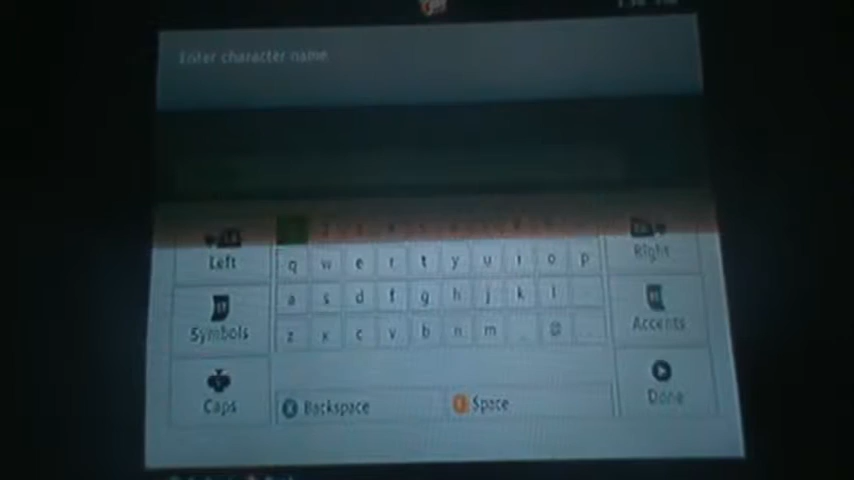 Enter character name
Left
Right
q w e r t y u i o p
a s d f g h j k l
Symbols
Accents
z x c v b n m _ @
Caps
Done
X Backspace
Space